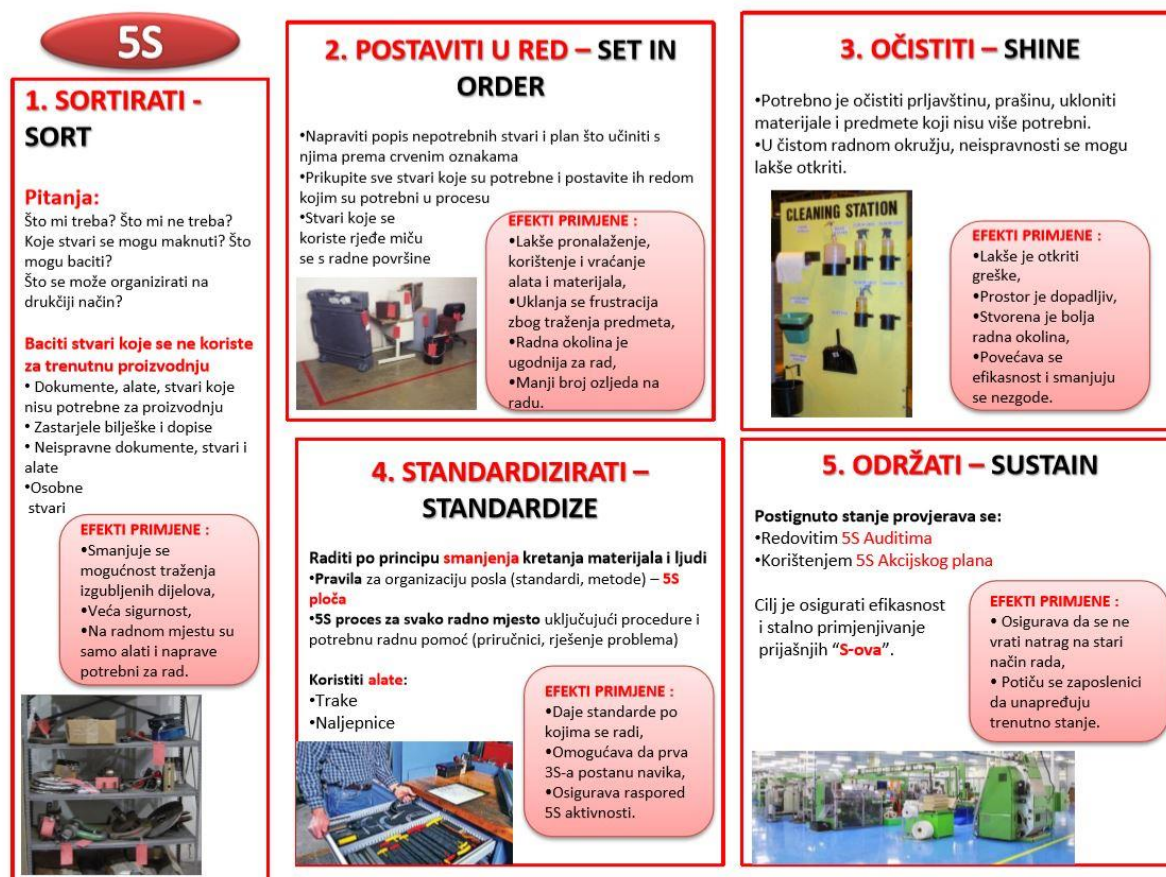 5S
1. SORTIRATI -
SORT
Pitanja:
Što mi treba? Što mi ne treba?
Koje stvari se mogu maknuti? Što
mogu baciti?
Što se može organizirati na
drukčiji način?
Baciti stvari koje se ne koriste
za trenutnu proizvodnju
• Dokumente, alate, stvari koje
nisu potrebne za proizvodnju
• Zastarjele bilješke i dopise
• Neispravne dokumente, stvari i
alate
•Osobne
stvari
EFEKTI PRIMJENE :
•Smanjuje se
mogućnost traženja
izgubljenih dijelova,
•Veća sigurnost,
•Na radnom mjestu su
samo alati i naprave
potrebni za rad.
2. POSTAVITI U RED – SET IN
ORDER
•Napraviti popis nepotrebnih stvari i plan što učiniti s
njima prema crvenim oznakama
•Prikupite sve stvari koje su potrebne i postavite ih redom
kojim su potrebni u procesu
•Stvari koje se
koriste rjeđe miču
se s radne površine
EFEKTI PRIMJENE :
•Lakše pronalaženje,
korištenje i vraćanje
alata i materijala,
•Uklanja se frustracija
zbog traženja predmeta,
•Radna okolina je
ugodnija za rad,
•Manji broj ozljeda na
radu.
3. OČISTITI – SHINE
•Potrebno je očistiti prljavštinu, prašinu, ukloniti
materijale i predmete koji nisu više potrebni.
•U čistom radnom okružju, neispravnosti se mogu
lakše otkriti.
CLEANING STATION
EFEKTI PRIMJENE :
•Lakše je otkriti
greške,
•Prostor je dopadljiv,
•Stvorena je bolja
radna okolina,
•Povećava se
efikasnost i smanjuju
se nezgode.
4. STANDARDIZIRATI –
STANDARDIZE
Raditi po principu smanjenja kretanja materijala i ljudi
•Pravila za organizaciju posla (standardi, metode) – 5S
ploča
•5S proces za svako radno mjesto uključujući procedure i
potrebnu radnu pomoć (priručnici, rješenje problema)
Koristiti alate:
•Trake
•Naljepnice
EFEKTI PRIMJENE :
•Daje standarde po
kojima se radi,
•Omogućava da prva
3S-a postanu navika,
•Osigurava raspored
5S aktivnosti.
5. ODRŽATI – SUSTAIN
Postignuto stanje provjerava se:
•Redovitim 5S Auditima
•Korištenjem 5S Akcijskog plana
Cilj je osigurati efikasnost
i stalno primjenjivanje
prijašnjih “S-ova”.
EFEKTI PRIMJENE :
• Osigurava da se ne
vrati natrag na stari
način rada,
• Potiču se zaposlenici
da unapređuju
trenutno stanje.